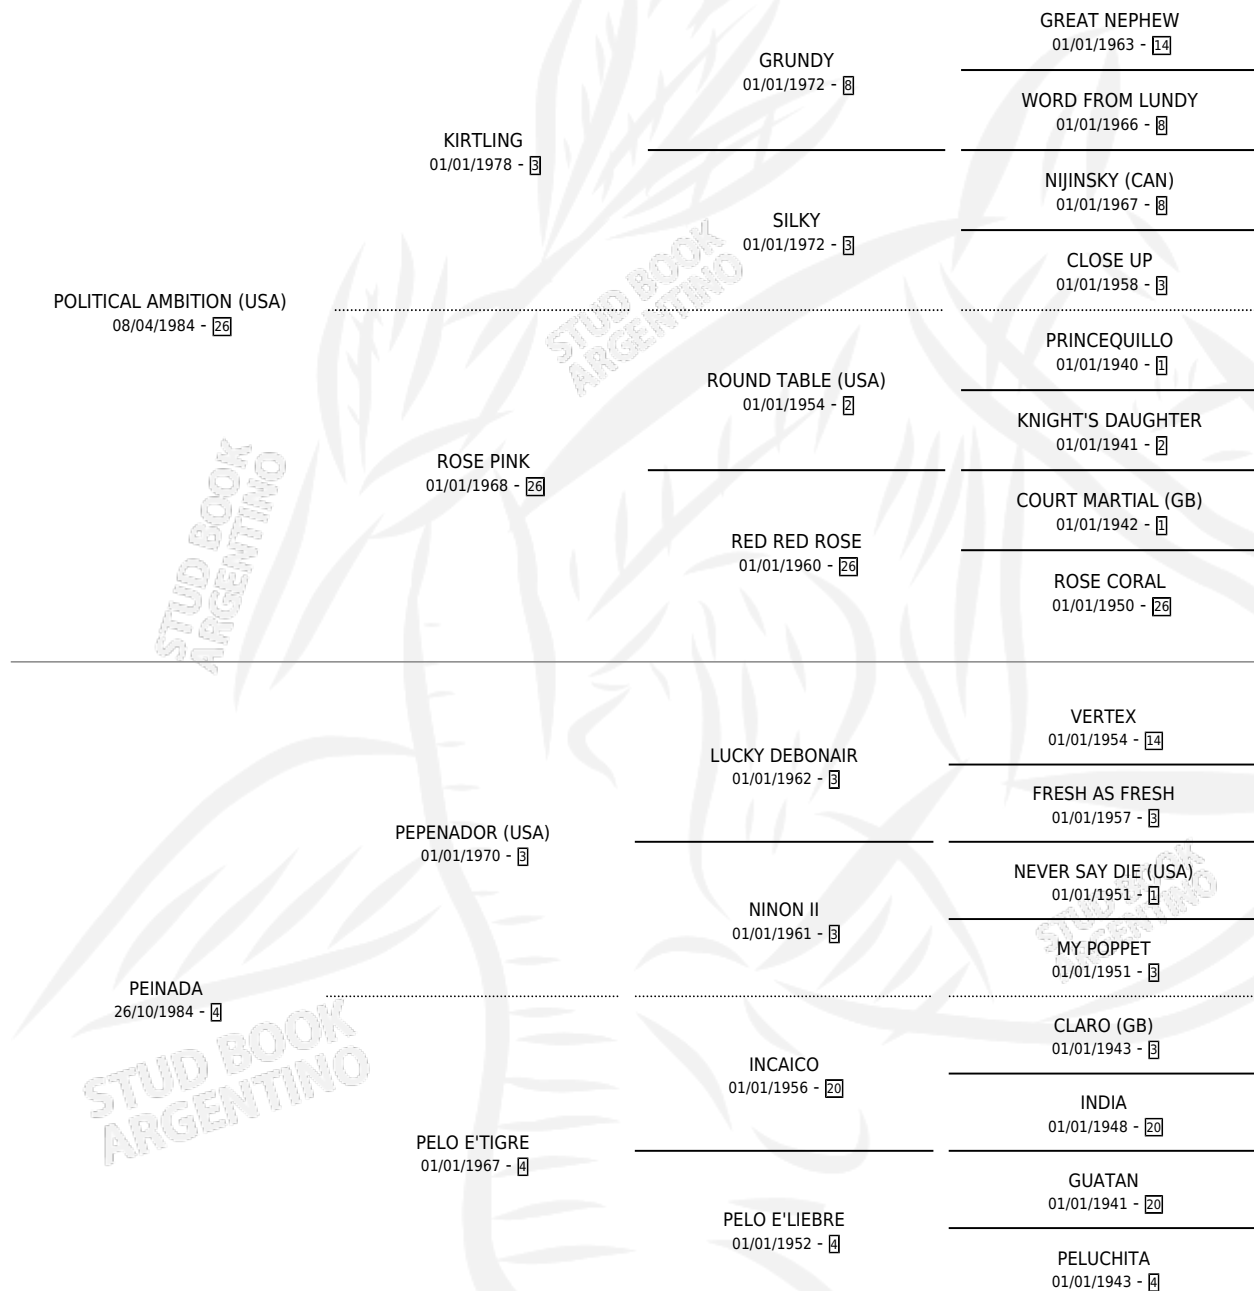 GREAT NEPHEW
01/01/1963 - 14
GRUNDY
01/01/1972 - 8
WORD FROM LUNDY
01/01/1966 - 8
KIRTLING
01/01/1978 - 3
NIJINSKY (CAN)
01/01/1967 - 8
SILKY
01/01/1972 - 3
CLOSE UP
01/01/1958 - 3
POLITICAL AMBITION (USA)
08/04/1984 - 26
PRINCEQUILLO
01/01/1940 - 1
ROUND TABLE (USA)
01/01/1954 - 2
KNIGHT'S DAUGHTER
01/01/1941 - 2
ROSE PINK
01/01/1968 - 26
COURT MARTIAL (GB)
01/01/1942 - 1
RED RED ROSE
01/01/1960 - 26
ROSE CORAL
01/01/1950 - 26
VERTEX
01/01/1954 - 14
LUCKY DEBONAIR
01/01/1962 - 3
FRESH AS FRESH
01/01/1957 - 3
PEPENADOR (USA)
01/01/1970 - 3
NEVER SAY DIE (USA)
01/01/1951 - 1
NINON II
01/01/1961 - 3
MY POPPET
01/01/1951 - 3
PEINADA
26/10/1984 - 4
CLARO (GB)
01/01/1943 - 3
INCAICO
01/01/1956 - 20
INDIA
01/01/1948 - 20
PELO E'TIGRE
01/01/1967 - 4
GUATAN
01/01/1941 - 20
PELO E'LIEBRE
01/01/1952 - 4
PELUCHITA
01/01/1943 - 4
STUD BOOK
ARGENTINO
STUD BOOK
ARGENTINO
STUD BOOK
ARGENTINO
STUD BOOK
ARGENTINO